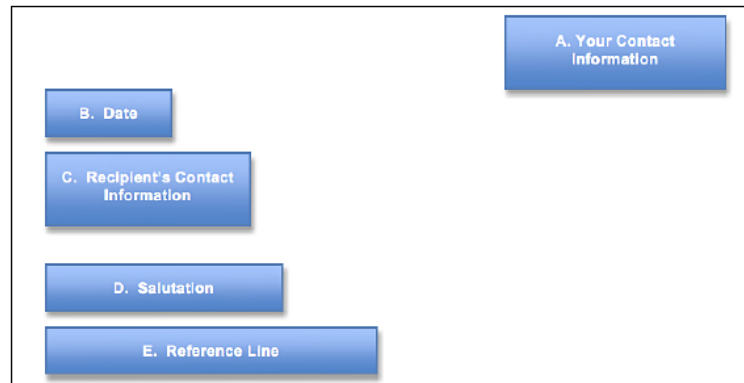 A. Your Contact
Information
B. Date
C. Recipient's Contact
Information
D. Salutation
E. Reference Line